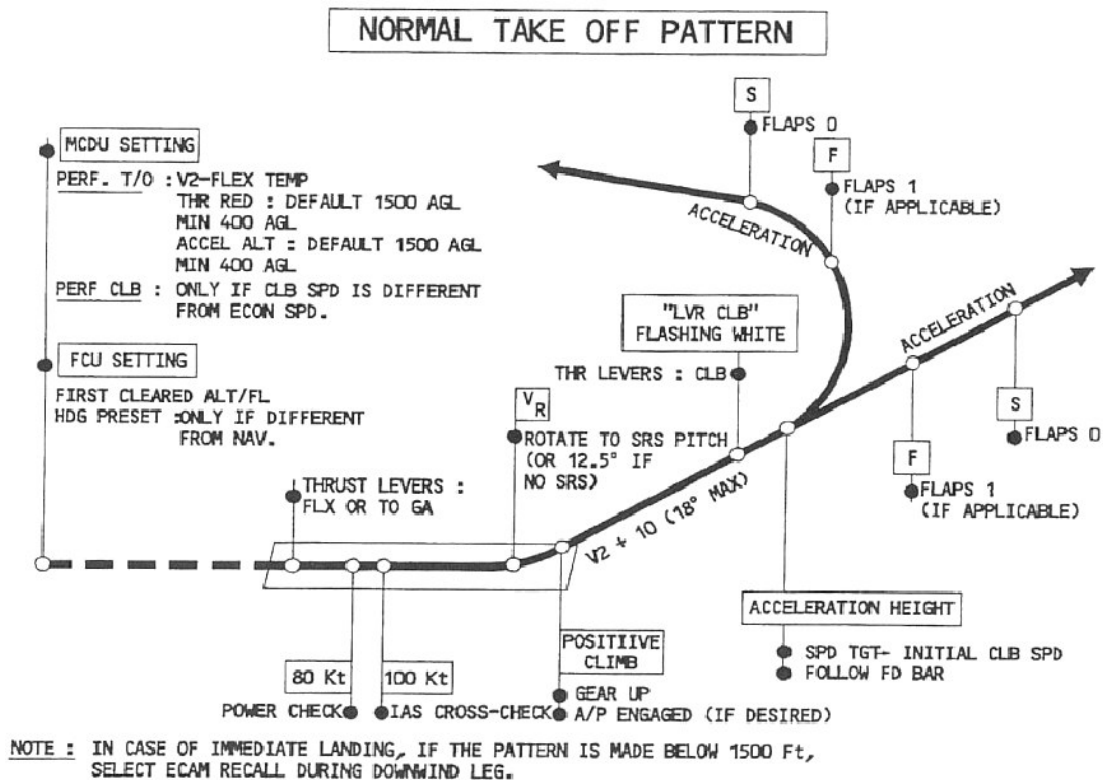 NORMAL TAKE OFF PATTERN
MCDU SETTING
PERF. T/O : V2-FLEX TEMP
THR RED : DEFAULT 1500 AGL
MIN 400 AGL
ACCEL ALT : DEFAULT 1500 AGL
MIN 400 AGL
PERF CLB : ONLY IF CLB SPD IS DIFFERENT
FROM ECON SPD.
FCU SETTING
FIRST CLEARED ALT/FL
HDG PRESET :ONLY IF DIFFERENT
FROM NAV.
THRUST LEVERS :
FLX OR TO GA
80 Kt
POWER CHECK
100 Kt
IAS CROSS-CHECK
VR
ROTATE TO SRS PITCH
(OR 12.5° IF
NO SRS)
POSITIIVE
CLIMB
GEAR UP
A/P ENGAGED (IF DESIRED)
V2 + 10 (18° MAX)
"LVR CLB"
FLASHING WHITE
THR LEVERS : CLB
ACCELERATION HEIGHT
SPD TGT- INITIAL CLB SPD
FOLLOW FD BAR
F
FLAPS 1
(IF APPLICABLE)
ACCELERATION
S
FLAPS 0
F
FLAPS 1
(IF APPLICABLE)
ACCELERATION
S
FLAPS 0
NOTE : IN CASE OF IMMEDIATE LANDING, IF THE PATTERN IS MADE BELOW 1500 Ft,
SELECT ECAM RECALL DURING DOWNWIND LEG.